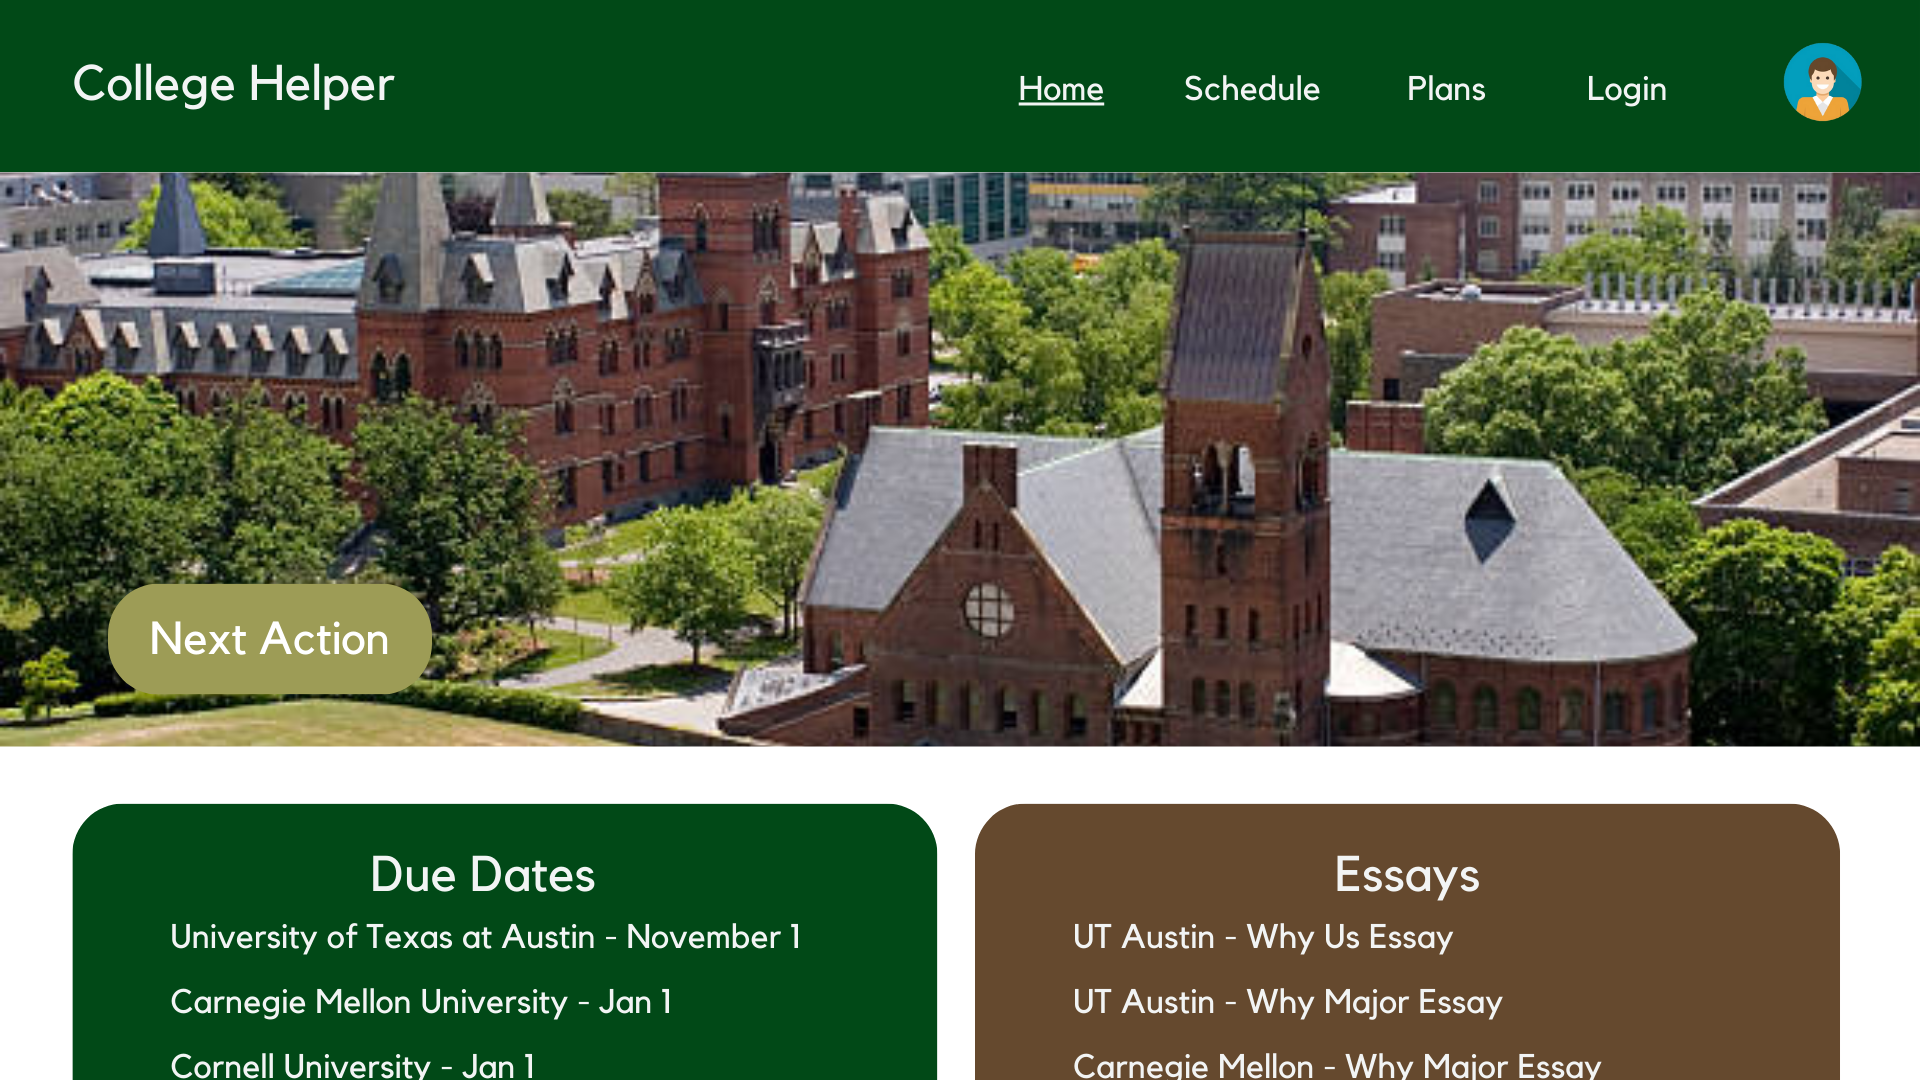 College Helper
Home Schedule Plans Login
Next Action
Due Dates
University of Texas at Austin - November 1
Carnegie Mellon University - Jan 1
Cornell University - Jan 1
Essays
UT Austin - Why Us Essay
UT Austin - Why Major Essay
Carnegie Mellon - Why Major Essay